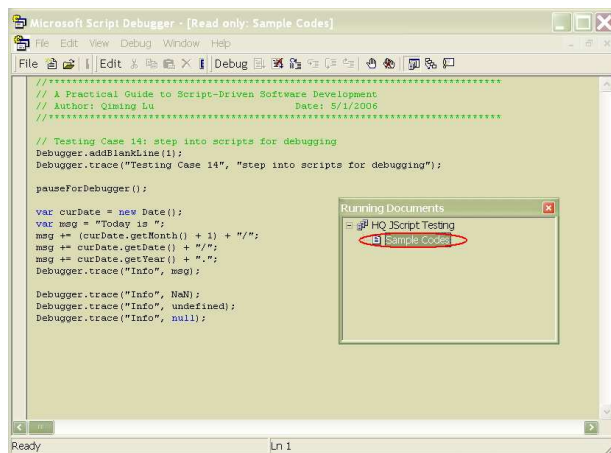 Microsoft Script Debugger - [Read only: Sample Codes]
File Edit View Debug Window Help
File Edit Debug
//***********************************************************************
// A Practical Guide to Script-Driven Software Development
// Author: Qiming Lu Date: 5/1/2006
//***********************************************************************
// Testing Case 14: step into scripts for debugging
Debugger.addBlankLine(1);
Debugger.trace("Testing Case 14", "step into scripts for debugging");
pauseForDebugger();
var curDate = new Date();
var msg = "Today is ";
msg += (curDate.getMonth() + 1) + "/";
msg += curDate.getDate() + "/";
msg += curDate.getYear() + ".";
Debugger.trace("Info", msg);
Debugger.trace("Info", NaN);
Debugger.trace("Info", undefined);
Debugger.trace("Info", null);
Running Documents
HQ JScript Testing
Sample Codes
Ready Ln 1